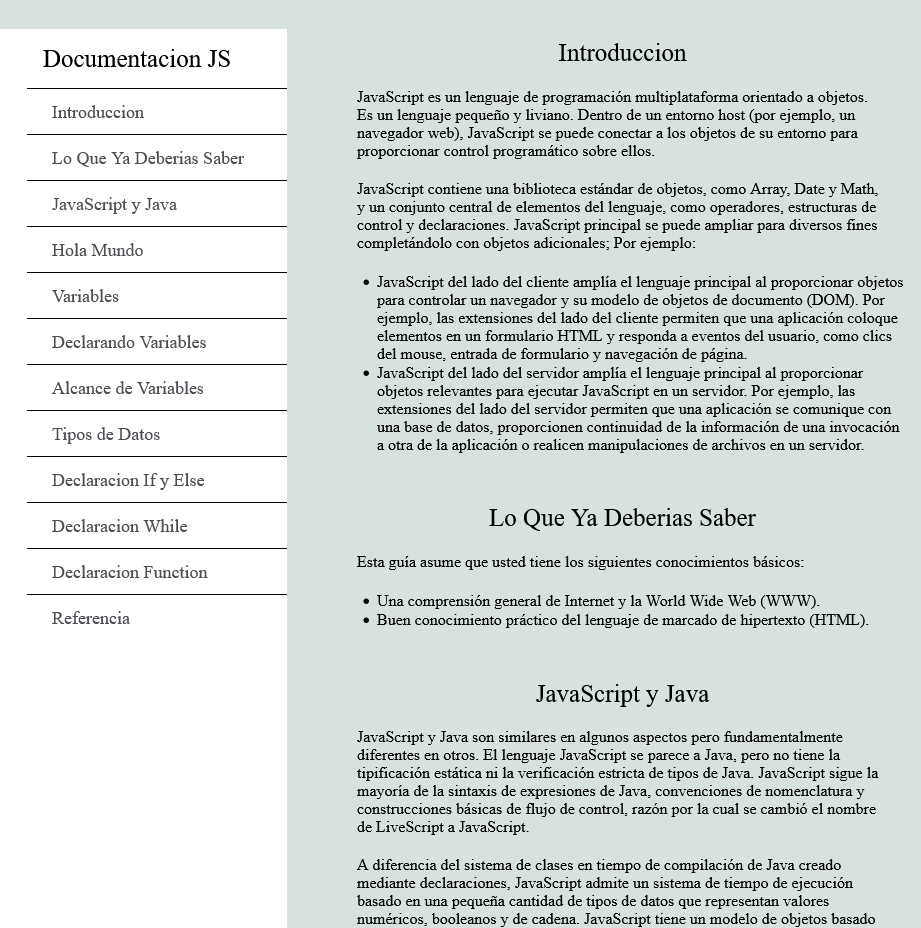 Documentacion JS
Introduccion
Lo Que Ya Deberias Saber
JavaScript y Java
Hola Mundo
Variables
Declarando Variables
Alcance de Variables
Tipos de Datos
Declaracion If y Else
Declaracion While
Declaracion Function
Referencia
Introduccion
JavaScript es un lenguaje de programación multiplataforma orientado a objetos.
Es un lenguaje pequeño y liviano. Dentro de un entorno host (por ejemplo, un
navegador web), JavaScript se puede conectar a los objetos de su entorno para
proporcionar control programático sobre ellos.
JavaScript contiene una biblioteca estándar de objetos, como Array, Date y Math,
y un conjunto central de elementos del lenguaje, como operadores, estructuras de
control y declaraciones. JavaScript principal se puede ampliar para diversos fines
completándolo con objetos adicionales; Por ejemplo:
• JavaScript del lado del cliente amplía el lenguaje principal al proporcionar objetos
para controlar un navegador y su modelo de objetos de documento (DOM). Por
ejemplo, las extensiones del lado del cliente permiten que una aplicación coloque
elementos en un formulario HTML y responda a eventos del usuario, como clics
del mouse, entrada de formulario y navegación de página.
• JavaScript del lado del servidor amplía el lenguaje principal al proporcionar
objetos relevantes para ejecutar JavaScript en un servidor. Por ejemplo, las
extensiones del lado del servidor permiten que una aplicación se comunique con
una base de datos, proporcionen continuidad de la información de una invocación
a otra de la aplicación o realicen manipulaciones de archivos en un servidor.
Lo Que Ya Deberias Saber
Esta guía asume que usted tiene los siguientes conocimientos básicos:
• Una comprensión general de Internet y la World Wide Web (WWW).
• Buen conocimiento práctico del lenguaje de marcado de hipertexto (HTML).
JavaScript y Java
JavaScript y Java son similares en algunos aspectos pero fundamentalmente
diferentes en otros. El lenguaje JavaScript se parece a Java, pero no tiene la
tipificación estática ni la verificación estricta de tipos de Java. JavaScript sigue la
mayoría de la sintaxis de expresiones de Java, convenciones de nomenclatura y
construcciones básicas de flujo de control, razón por la cual se cambió el nombre
de LiveScript a JavaScript.
A diferencia del sistema de clases en tiempo de compilación de Java creado
mediante declaraciones, JavaScript admite un sistema de tiempo de ejecución
basado en una pequeña cantidad de tipos de datos que representan valores
numéricos, booleanos y de cadena. JavaScript tiene un modelo de objetos basado